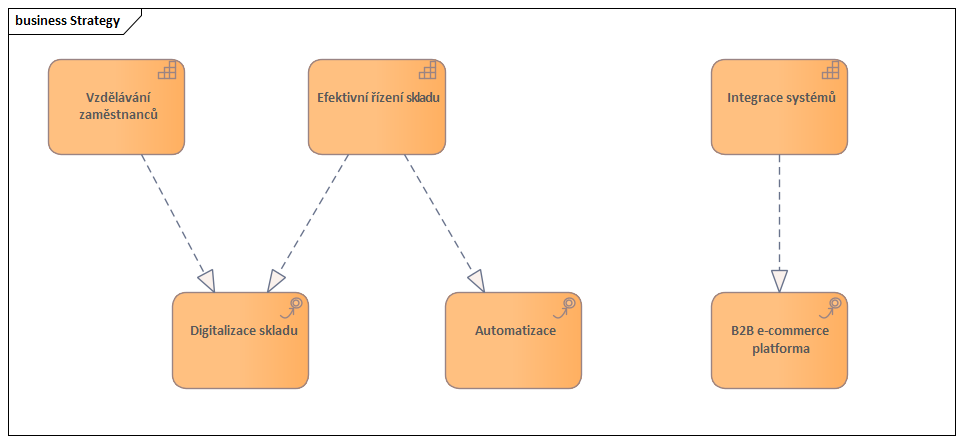 business Strategy
Vzdělávání
zaměstnanců
Efektivní řízení skladu
Integrace systémů
Digitalizace skladu
Automatizace
B2B e-commerce
platforma